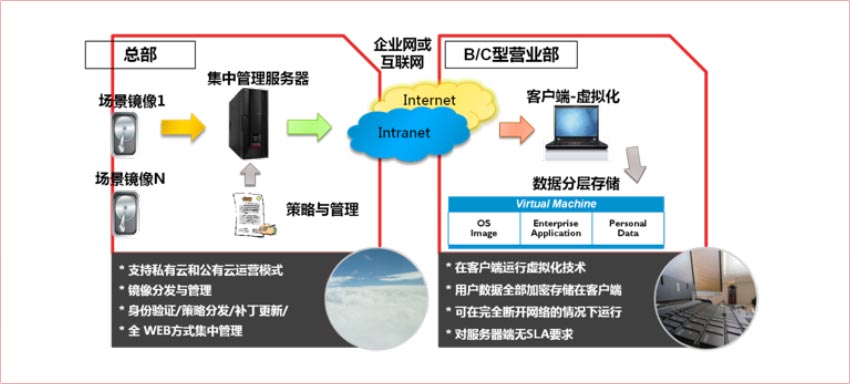 总部
集中管理服务器
场景镜像1
场景镜像N
策略与管理
企业网或
互联网
Internet
Intranet
B/C型营业部
客户端-虚拟化
数据分层存储
Virtual Machine
OS
Image
Enterprise
Application
Personal
Data
* 支持私有云和公有云运营模式
* 镜像分发与管理
* 身份验证/策略分发/补丁更新/
* 全 WEB方式集中管理
* 在客户端运行虚拟化技术
* 用户数据全部加密存储在客户端
* 可在完全断开网络的情况下运行
* 对服务器端无SLA要求